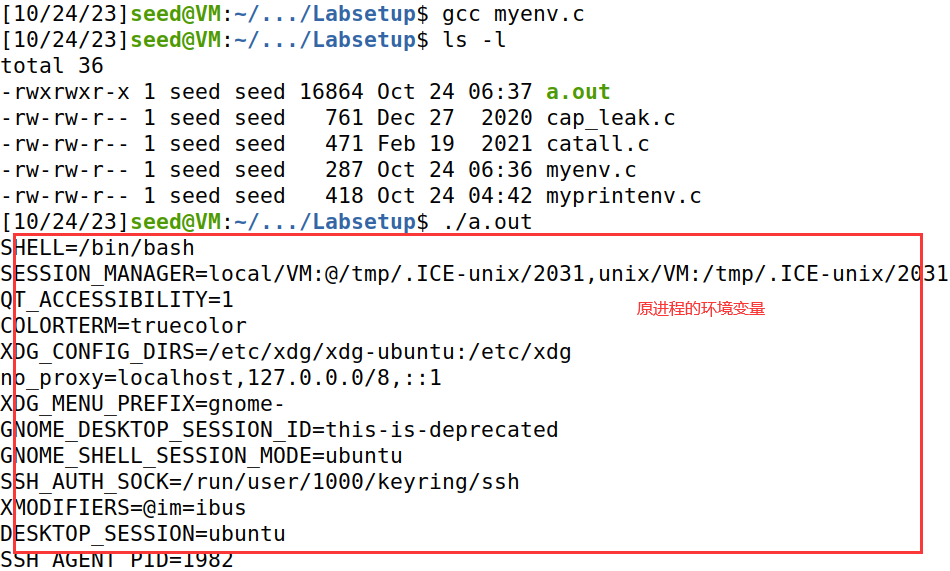 [10/24/23]seed@VM:~/.../Labsetup$ gcc myenv.c
[10/24/23]seed@VM:~/.../Labsetup$ ls -l
total 36
-rwxrwxr-x 1 seed seed 16864 Oct 24 06:37 a.out
-rw-rw-r-- 1 seed seed   761 Dec 27  2020 cap_leak.c
-rw-rw-r-- 1 seed seed   471 Feb 19  2021 catall.c
-rw-rw-r-- 1 seed seed   287 Oct 24 06:36 myenv.c
-rw-rw-r-- 1 seed seed   418 Oct 24 04:42 myprintenv.c
[10/24/23]seed@VM:~/.../Labsetup$ ./a.out
SHELL=/bin/bash
SESSION_MANAGER=local/VM:@/tmp/.ICE-unix/2031,unix/VM:/tmp/.ICE-unix/2031
QT_ACCESSIBILITY=1
原进程的环境变量
COLORTERM=truecolor
XDG_CONFIG_DIRS=/etc/xdg/xdg-ubuntu:/etc/xdg
no_proxy=localhost,127.0.0.0/8,::1
XDG_MENU_PREFIX=gnome-
GNOME_DESKTOP_SESSION_ID=this-is-deprecated
GNOME_SHELL_SESSION_MODE=ubuntu
SSH_AUTH_SOCK=/run/user/1000/keyring/ssh
XMODIFIERS=@im=ibus
DESKTOP_SESSION=ubuntu
SSH_AGENT_PID=1982